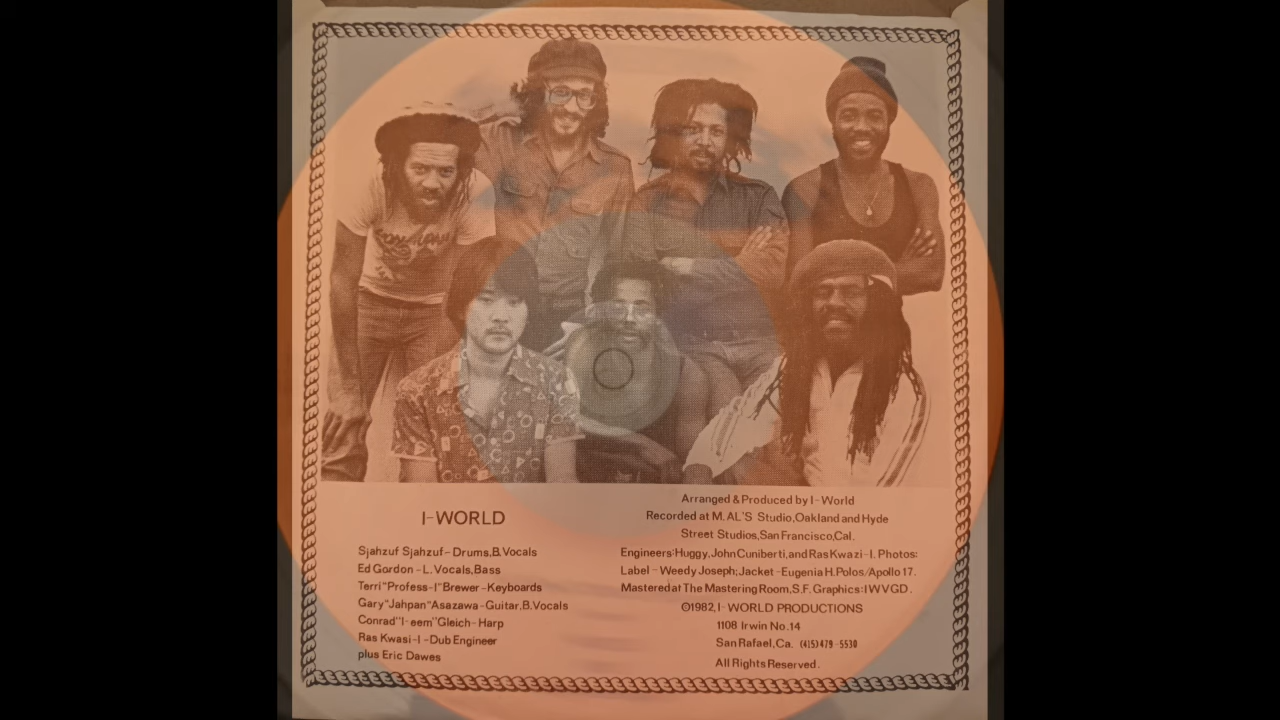 I-WORLD
Sjahzuf Sjahzuf-Drums,B.Vocals
Ed Gordon-L.Vocals,Bass
Terri"Profess-I"Brewer-Keyboards
Gary"Jahpan"Asazawa-Guitar,B.Vocals
Conrad"I-eem"Gleich-Harp
Ras Kwasi-I-Dub Engineer
plus Eric Dawes
Arranged & Produced by I-World
Recorded at M.AL'S Studio,Oakland and Hyde
Street Studios,San Francisco,Cal.
Engineers:Huggy,John Cuniberti,and Ras Kwazi-I. Photos:
Label-Weedy Joseph;Jacket-Eugenia H.Polos/Apollo 17.
Mastered at The Mastering Room,S.F. Graphics:IWVGD.
©1982,I-WORLD PRODUCTIONS
1108 Irwin No.14
San Rafael,Ca. (415)479-5530
All Rights Reserved.